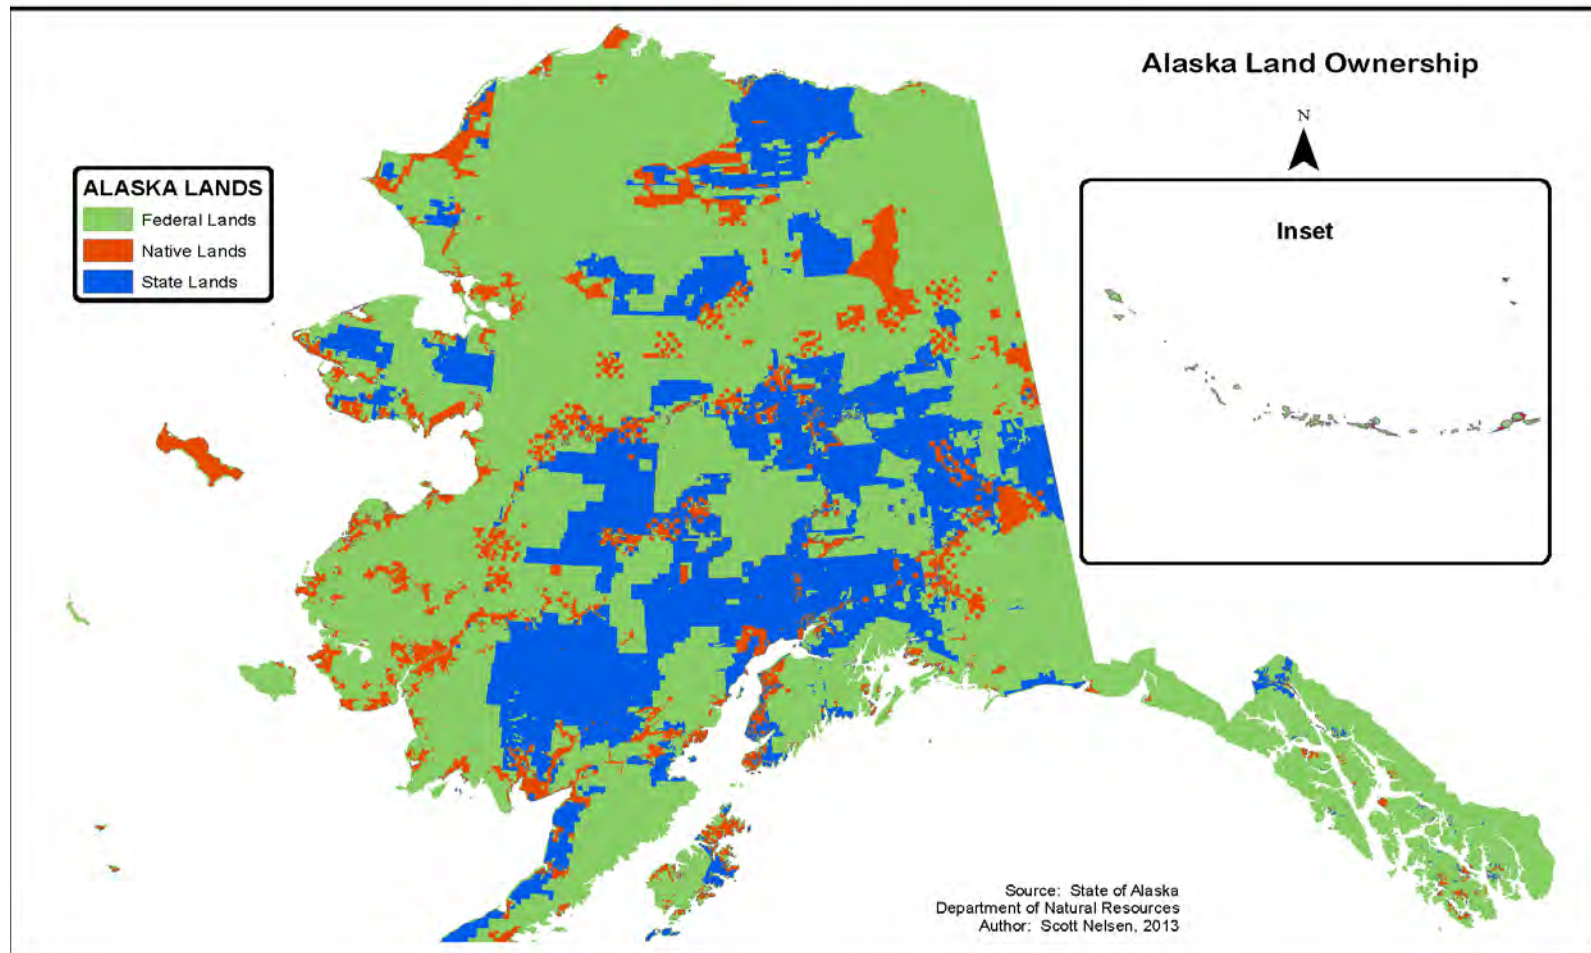 Alaska Land Ownership
N
ALASKA LANDS
Federal Lands
Native Lands
State Lands
Inset
Source: State of Alaska
Department of Natural Resources
Author: Scott Nelsen, 2013